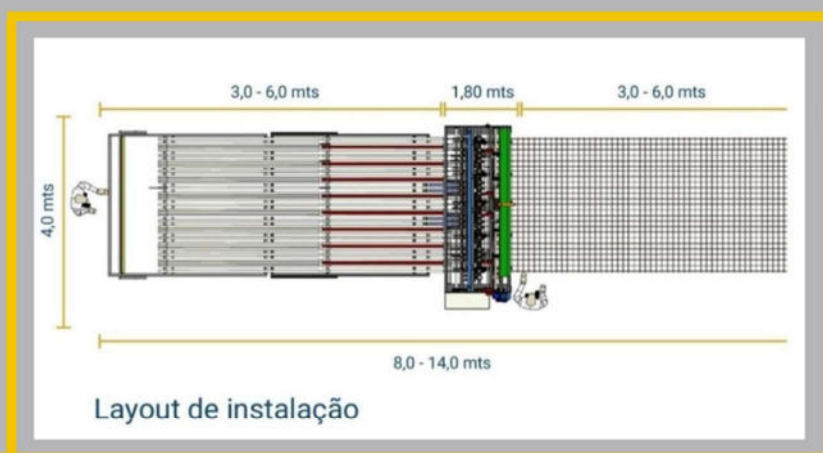 3,0 - 6,0 mts
1,80 mts
3,0 - 6,0 mts
4,0 mts
8,0 - 14,0 mts
Layout de instalação